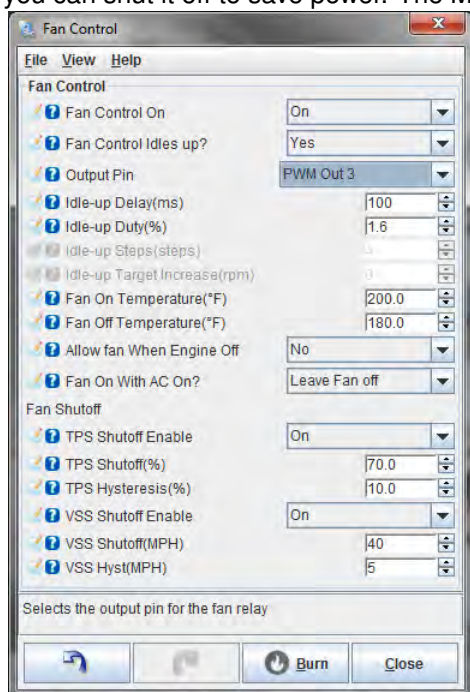 you can shut it off to save power. The M
Fan Control
File View Help
Fan Control
Fan Control On On
Fan Control Idles up? Yes
Output Pin PWM Out 3
Idle-up Delay(ms) 100
Idle-up Duty(%) 1.6
Idle-up Steps(steps)
Idle-up Target Increase(rpm)
Fan On Temperature(°F) 200.0
Fan Off Temperature(°F) 180.0
Allow fan When Engine Off No
Fan On With AC On? Leave Fan off
Fan Shutoff
TPS Shutoff Enable On
TPS Shutoff(%) 70.0
TPS Hysteresis(%) 10.0
VSS Shutoff Enable On
VSS Shutoff(MPH) 40
VSS Hyst(MPH) 5
Selects the output pin for the fan relay
Burn Close